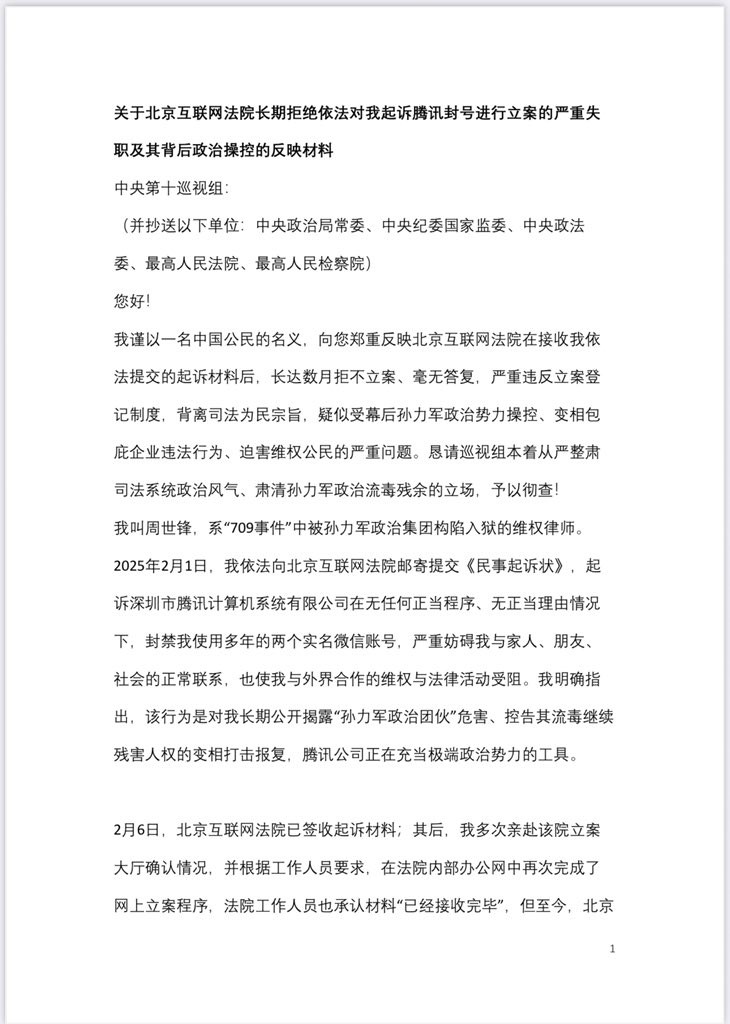 关于北京互联网法院长期拒绝依法对我起诉腾讯封号进行立案的严重失
职及其背后政治操控的反映材料
中央第十巡视组：
（并抄送以下单位：中央政治局常委、中央纪委国家监委、中央政法
委、最高人民法院、最高人民检察院）
您好！
我谨以一名中国公民的名义，向您郑重反映北京互联网法院在接收我依
法提交的起诉材料后，长达数月拒不立案、毫无答复，严重违反立案登
记制度，背离司法为民宗旨，疑似受幕后孙力军政治势力操控、变相包
庇企业违法行为、迫害维权公民的严重问题。恳请巡视组本着从严整肃
司法系统政治风气、肃清孙力军政治流毒残余的立场，予以彻查！
我叫周世锋，系“709事件”中被孙力军政治集团构陷入狱的维权律师。
2025年2月1日，我依法向北京互联网法院邮寄提交《民事起诉状》，起
诉深圳市腾讯计算机系统有限公司在无任何正当程序、无正当理由情况
下，封禁我使用多年的两个实名微信账号，严重妨碍我与家人、朋友、
社会的正常联系，也使我与外界合作的维权与法律活动受阻。我明确指
出，该行为是对我长期公开揭露“孙力军政治团伙”危害、控告其流毒继续
残害人权的变相打击报复，腾讯公司正在充当极端政治势力的工具。
2月6日，北京互联网法院已签收起诉材料；其后，我多次亲赴该院立案
大厅确认情况，并根据工作人员要求，在法院内部办公网中再次完成了
网上立案程序，法院工作人员也承认材料“已经接收完毕”，但至今，北京
1